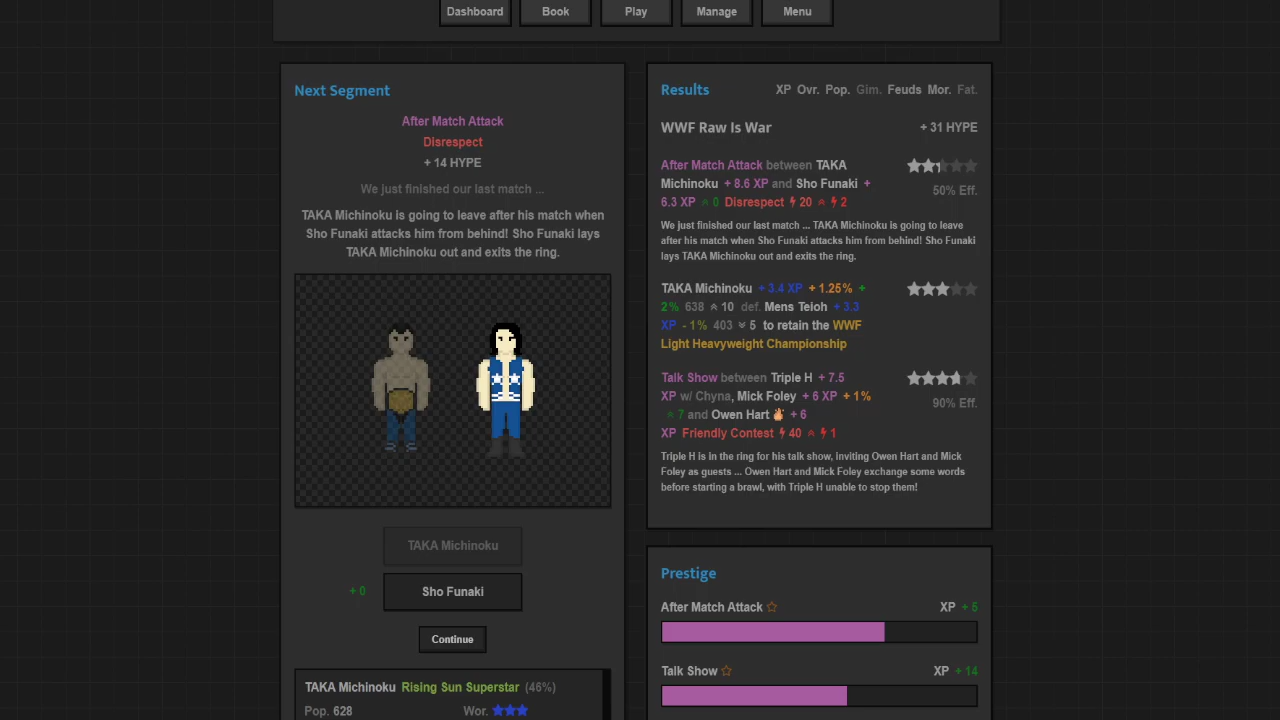 Dashboard Book Play Manage Menu
Next Segment
After Match Attack
Disrespect
+ 14 HYPE
We just finished our last match ...
TAKA Michinoku is going to leave after his match when
Sho Funaki attacks him from behind! Sho Funaki lays
TAKA Michinoku out and exits the ring.
TAKA Michinoku
+ 0 Sho Funaki
Continue
TAKA Michinoku Rising Sun Superstar (46%)
Pop. 628 Wor.
Results XP Ovr. Pop. Gim. Feuds Mor. Fat.
WWF Raw Is War + 31 HYPE
After Match Attack between TAKA
Michinoku + 8.6 XP and Sho Funaki +
50% Eff.
6.3 XP 0 Disrespect 20 2
We just finished our last match ... TAKA Michinoku is going to leave
after his match when Sho Funaki attacks him from behind! Sho Funaki
lays TAKA Michinoku out and exits the ring.
TAKA Michinoku + 3.4 XP + 1.25% +
2% 638 10 def. Mens Teioh + 3.3
XP - 1% 403 5 to retain the WWF
Light Heavyweight Championship
Talk Show between Triple H + 7.5
XP w/ Chyna, Mick Foley + 6 XP + 1%
90% Eff.
7 and Owen Hart + 6
XP Friendly Contest 40 1
Triple H is in the ring for his talk show, inviting Owen Hart and Mick
Foley as guests ... Owen Hart and Mick Foley exchange some words
before starting a brawl, with Triple H unable to stop them!
Prestige
After Match Attack XP + 5
Talk Show XP + 14